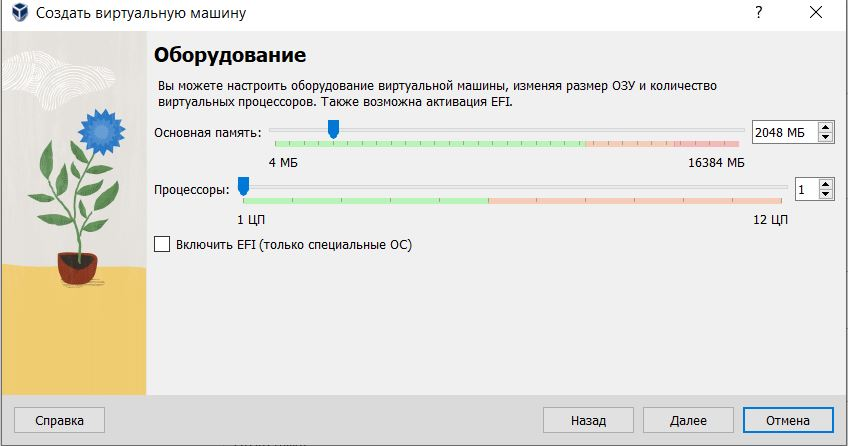 Создать виртуальную машину
?
Оборудование
Вы можете настроить оборудование виртуальной машины, изменяя размер ОЗУ и количество
виртуальных процессоров. Также возможна активация EFI.
Основная память: 2048 МБ
4 МБ 16384 МБ
Процессоры: 1
1 ЦП 12 ЦП
Включить EFI (только специальные ОС)
Справка Назад Далее Отмена